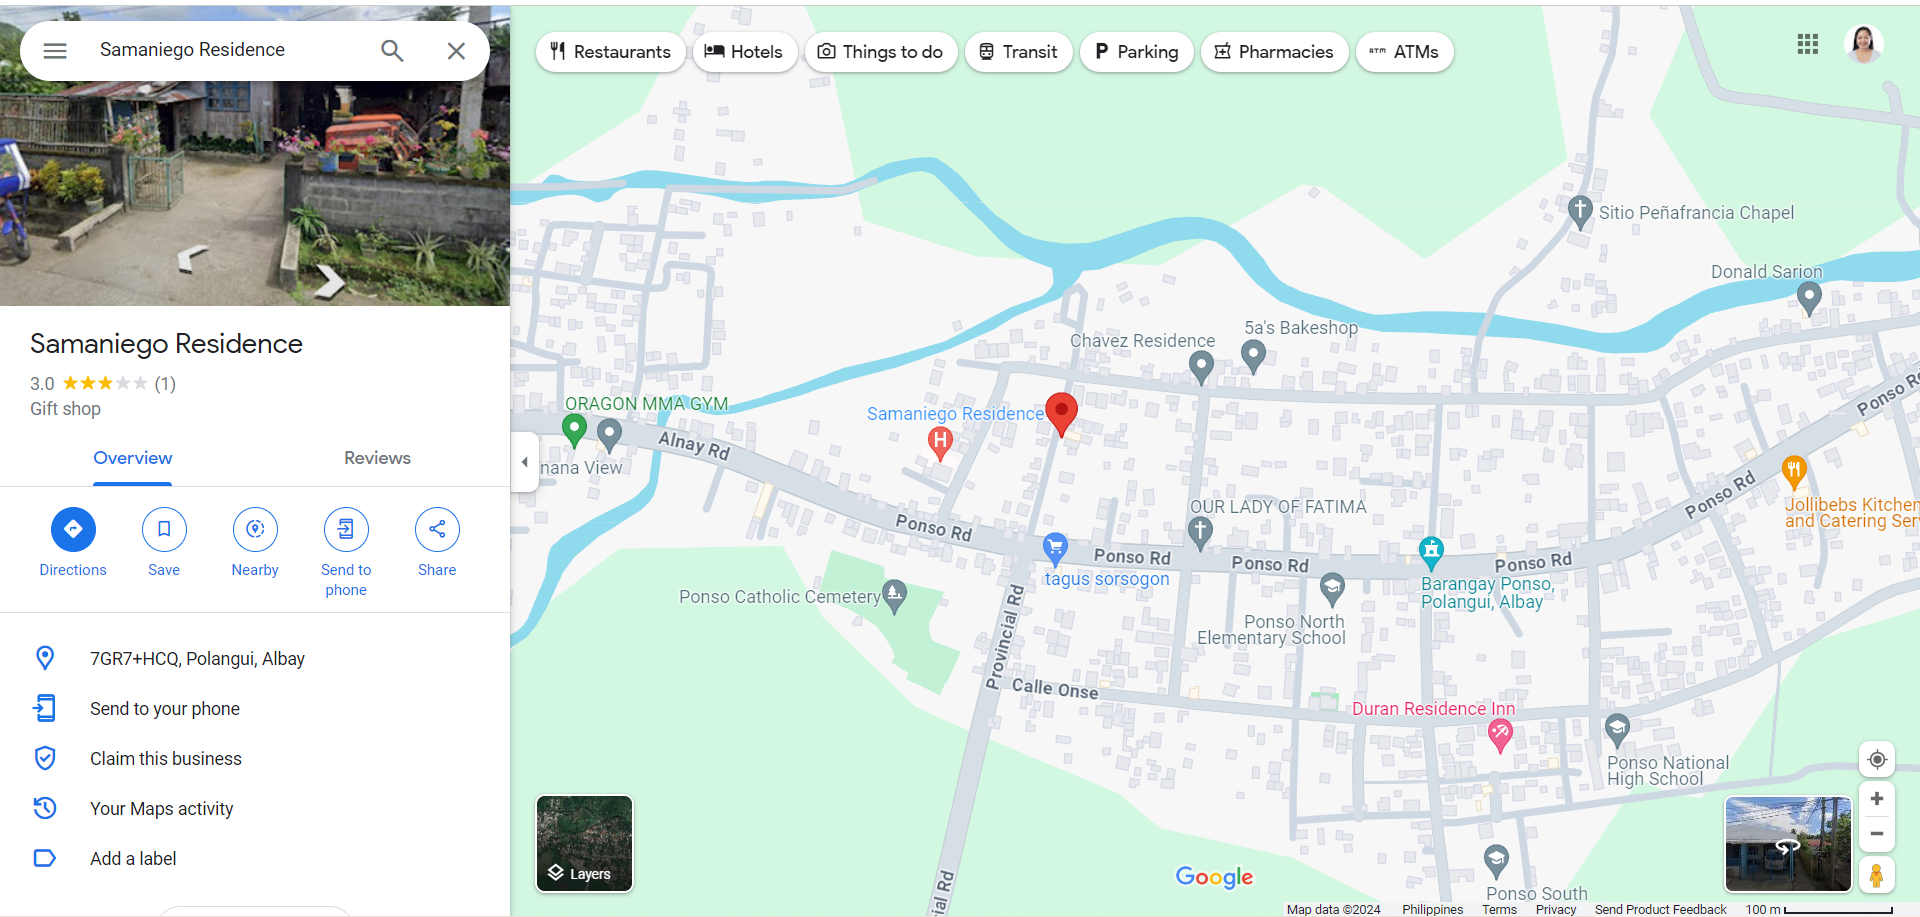 Samaniego Residence
Restaurants
Hotels
Things to do
Transit
Parking
Pharmacies
ATM ATMs
Samaniego Residence
3.0 (1)
Gift shop
Overview
Reviews
Directions
Save
Nearby
Send to
phone
Share
7GR7+HCQ, Polangui, Albay
Send to your phone
Claim this business
Your Maps activity
Add a label
Sitio Peñafrancia Chapel
Donald Sarion
5a's Bakeshop
Chavez Residence
ORAGON MMA GYM
Samaniego Residence
H
Alnay Rd
nana View
Ponso Rd
Ponso Rd
Jollibebs Kitchen
and Catering Ser
OUR LADY OF FATIMA
Ponso Rd
Ponso Rd
Ponso Rd
Ponso Rd
tagus sorsogon
Barangay Ponso,
Polangui, Albay
Ponso Catholic Cemetery
Provincial Rd
Ponso North
Elementary School
Calle Onse
Duran Residence Inn
Ponso National
High School
Layers
Google
cial Rd
Ponso South
Map data ©2024
Philippines
Terms
Privacy
Send Product Feedback
100 m